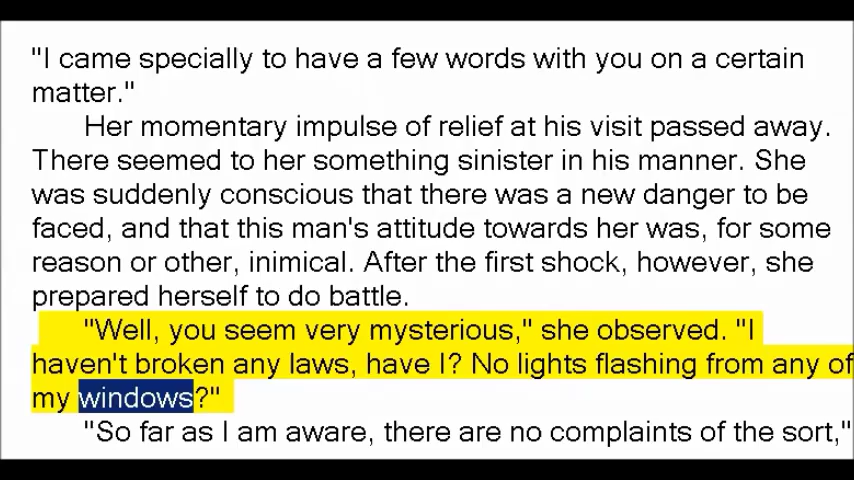 "I came specially to have a few words with you on a certain
matter."
Her momentary impulse of relief at his visit passed away.
There seemed to her something sinister in his manner. She
was suddenly conscious that there was a new danger to be
faced, and that this man's attitude towards her was, for some
reason or other, inimical. After the first shock, however, she
prepared herself to do battle.
"Well, you seem very mysterious," she observed. "I
haven't broken any laws, have I? No lights flashing from any of
my windows?"
"So far as I am aware, there are no complaints of the sort,"